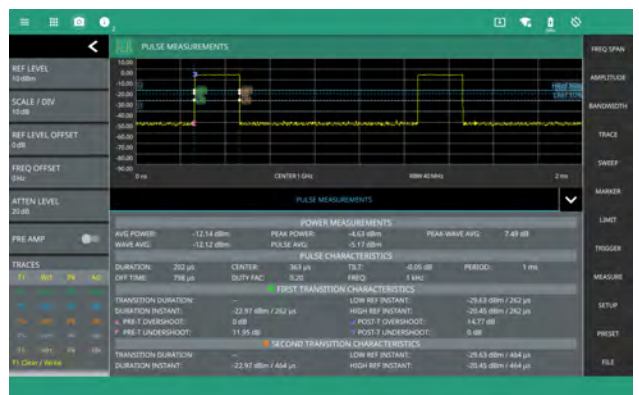 2
PULSE MEASUREMENTS
FREQ SPAN
REF LEVEL
10 dBm
AMPLITUDE
SCALE / DIV
10 dB
BANDWIDTH
REF LEVEL OFFSET
0 dB
TRACE
FREQ OFFSET
0 Hz
SWEEP
ATTEN LEVEL
20 dB
MARKER
PRE AMP
LIMIT
TRACES
TRIGGER
MEASURE
SETUP
PRESET
FILE
T1 Clear / Write
10.00
0.00
-10.00
-20.00
-30.00
-40.00
-50.00
-60.00
-70.00
-80.00
-90.00
0 ns
CENTER 1 GHz
RBW 40 MHz
2 ms
PULSE MEASUREMENTS
POWER MEASUREMENTS
AVG POWER: -12.14 dBm PEAK POWER: -4.63 dBm PEAK-WAVE AVG: 7.49 dB
WAVE AVG: -12.12 dBm PULSE AVG: -5.17 dBm
PULSE CHARACTERISTICS
DURATION: 202 µs CENTER: 363 µs TILT: -0.05 dB PERIOD: 1 ms
OFF TIME: 798 µs DUTY FAC: 0.20 FREQ: 1 kHz
FIRST TRANSITION CHARACTERISTICS
TRANSITION DURATION: -- LOW REF INSTANT: -29.63 dBm / 262 µs
DURATION INSTANT: -22.97 dBm / 262 µs HIGH REF INSTANT: -20.45 dBm / 262 µs
PRE-T OVERSHOOT: 0 dB POST-T OVERSHOOT: 14.77 dB
PRE-T UNDERSHOOT: 11.95 dB POST-T UNDERSHOOT: 0 dB
SECOND TRANSITION CHARACTERISTICS
TRANSITION DURATION: -- LOW REF INSTANT: -29.63 dBm / 464 µs
DURATION INSTANT: -22.97 dBm / 464 µs HIGH REF INSTANT: -20.45 dBm / 464 µs